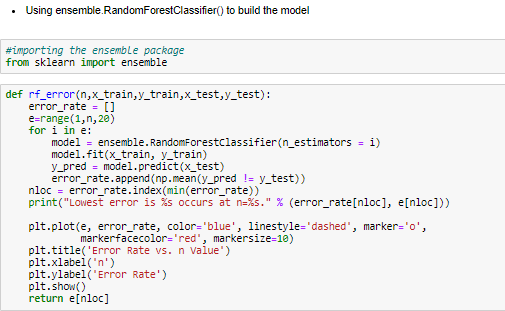 • Using ensemble.RandomForestClassifier() to build the model
#importing the ensemble package
from sklearn import ensemble
def rf_error(n,x_train,y_train,x_test,y_test):
    error_rate = []
    e=range(1,n,20)
    for i in e:
        model = ensemble.RandomForestClassifier(n_estimators = i)
        model.fit(x_train, y_train)
        y_pred = model.predict(x_test)
        error_rate.append(np.mean(y_pred != y_test))
    nloc = error_rate.index(min(error_rate))
    print("Lowest error is %s occurs at n=%s." % (error_rate[nloc], e[nloc]))
    plt.plot(e, error_rate, color='blue', linestyle='dashed', marker='o',
             markerfacecolor='red', markersize=10)
    plt.title('Error Rate vs. n Value')
    plt.xlabel('n')
    plt.ylabel('Error Rate')
    plt.show()
    return e[nloc]